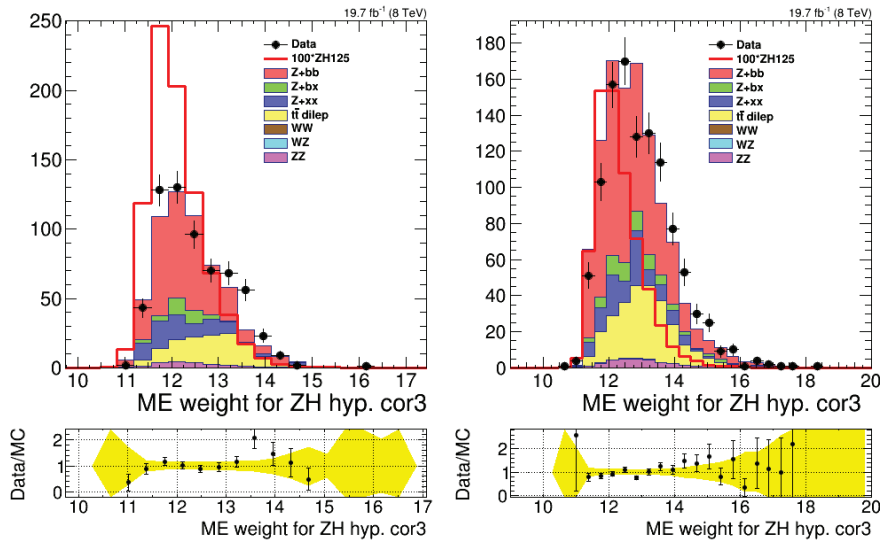 19.7 fb⁻¹ (8 TeV)
250
200
150
100
50
0
Data
100*ZH125
Z+bb
Z+bx
Z+xx
tt̄ dilep
WW
WZ
ZZ
10 11 12 13 14 15 16 17
ME weight for ZH hyp. cor3
Data/MC
2
1
0
10 11 12 13 14 15 16 17
ME weight for ZH hyp. cor3
19.7 fb⁻¹ (8 TeV)
180
160
140
120
100
80
60
40
20
0
Data
100*ZH125
Z+bb
Z+bx
Z+xx
tt̄ dilep
WW
WZ
ZZ
10 12 14 16 18 20
ME weight for ZH hyp. cor3
Data/MC
2
1
0
10 12 14 16 18 20
ME weight for ZH hyp. cor3